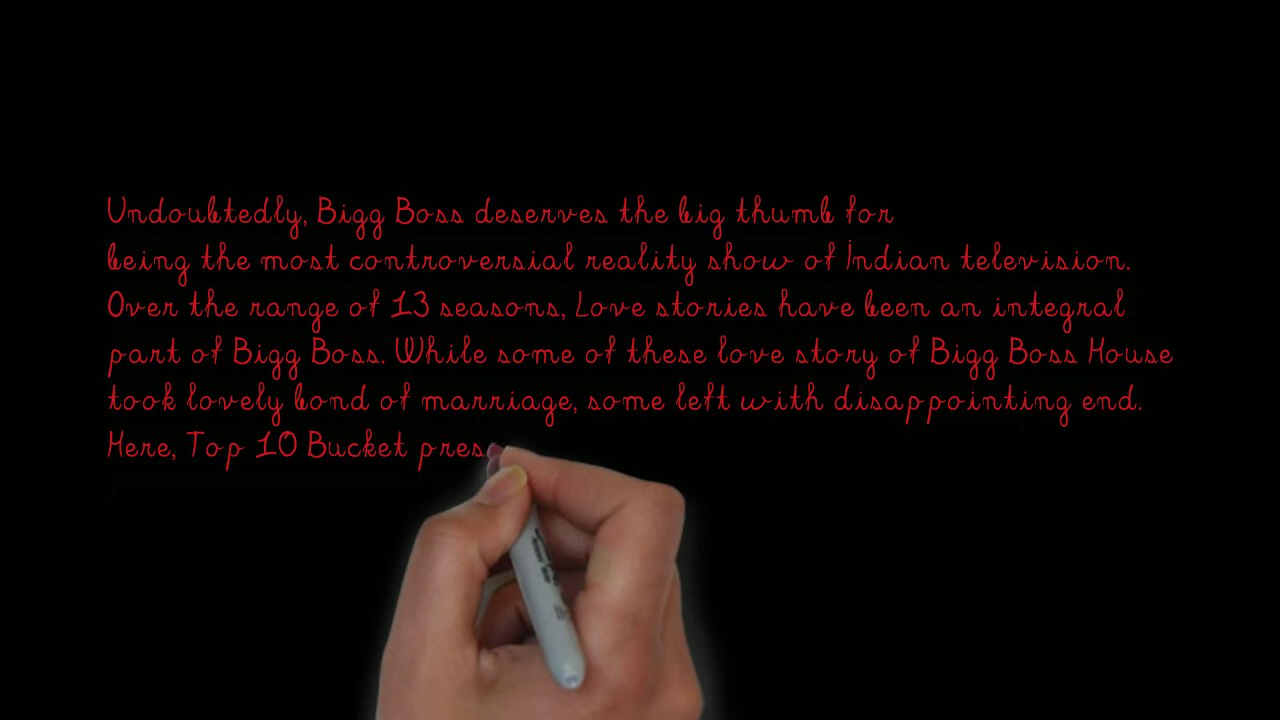 Undoubtedly, Bigg Boss deserves the big thumb for
being the most controversial reality show of Indian television.
Over the range of 13 seasons, Love stories have been an integral
part of Bigg Boss. While some of these love story of Bigg Boss House
took lovely bond of marriage, some left with disappointing end.
Here, Top 10 Bucket pres